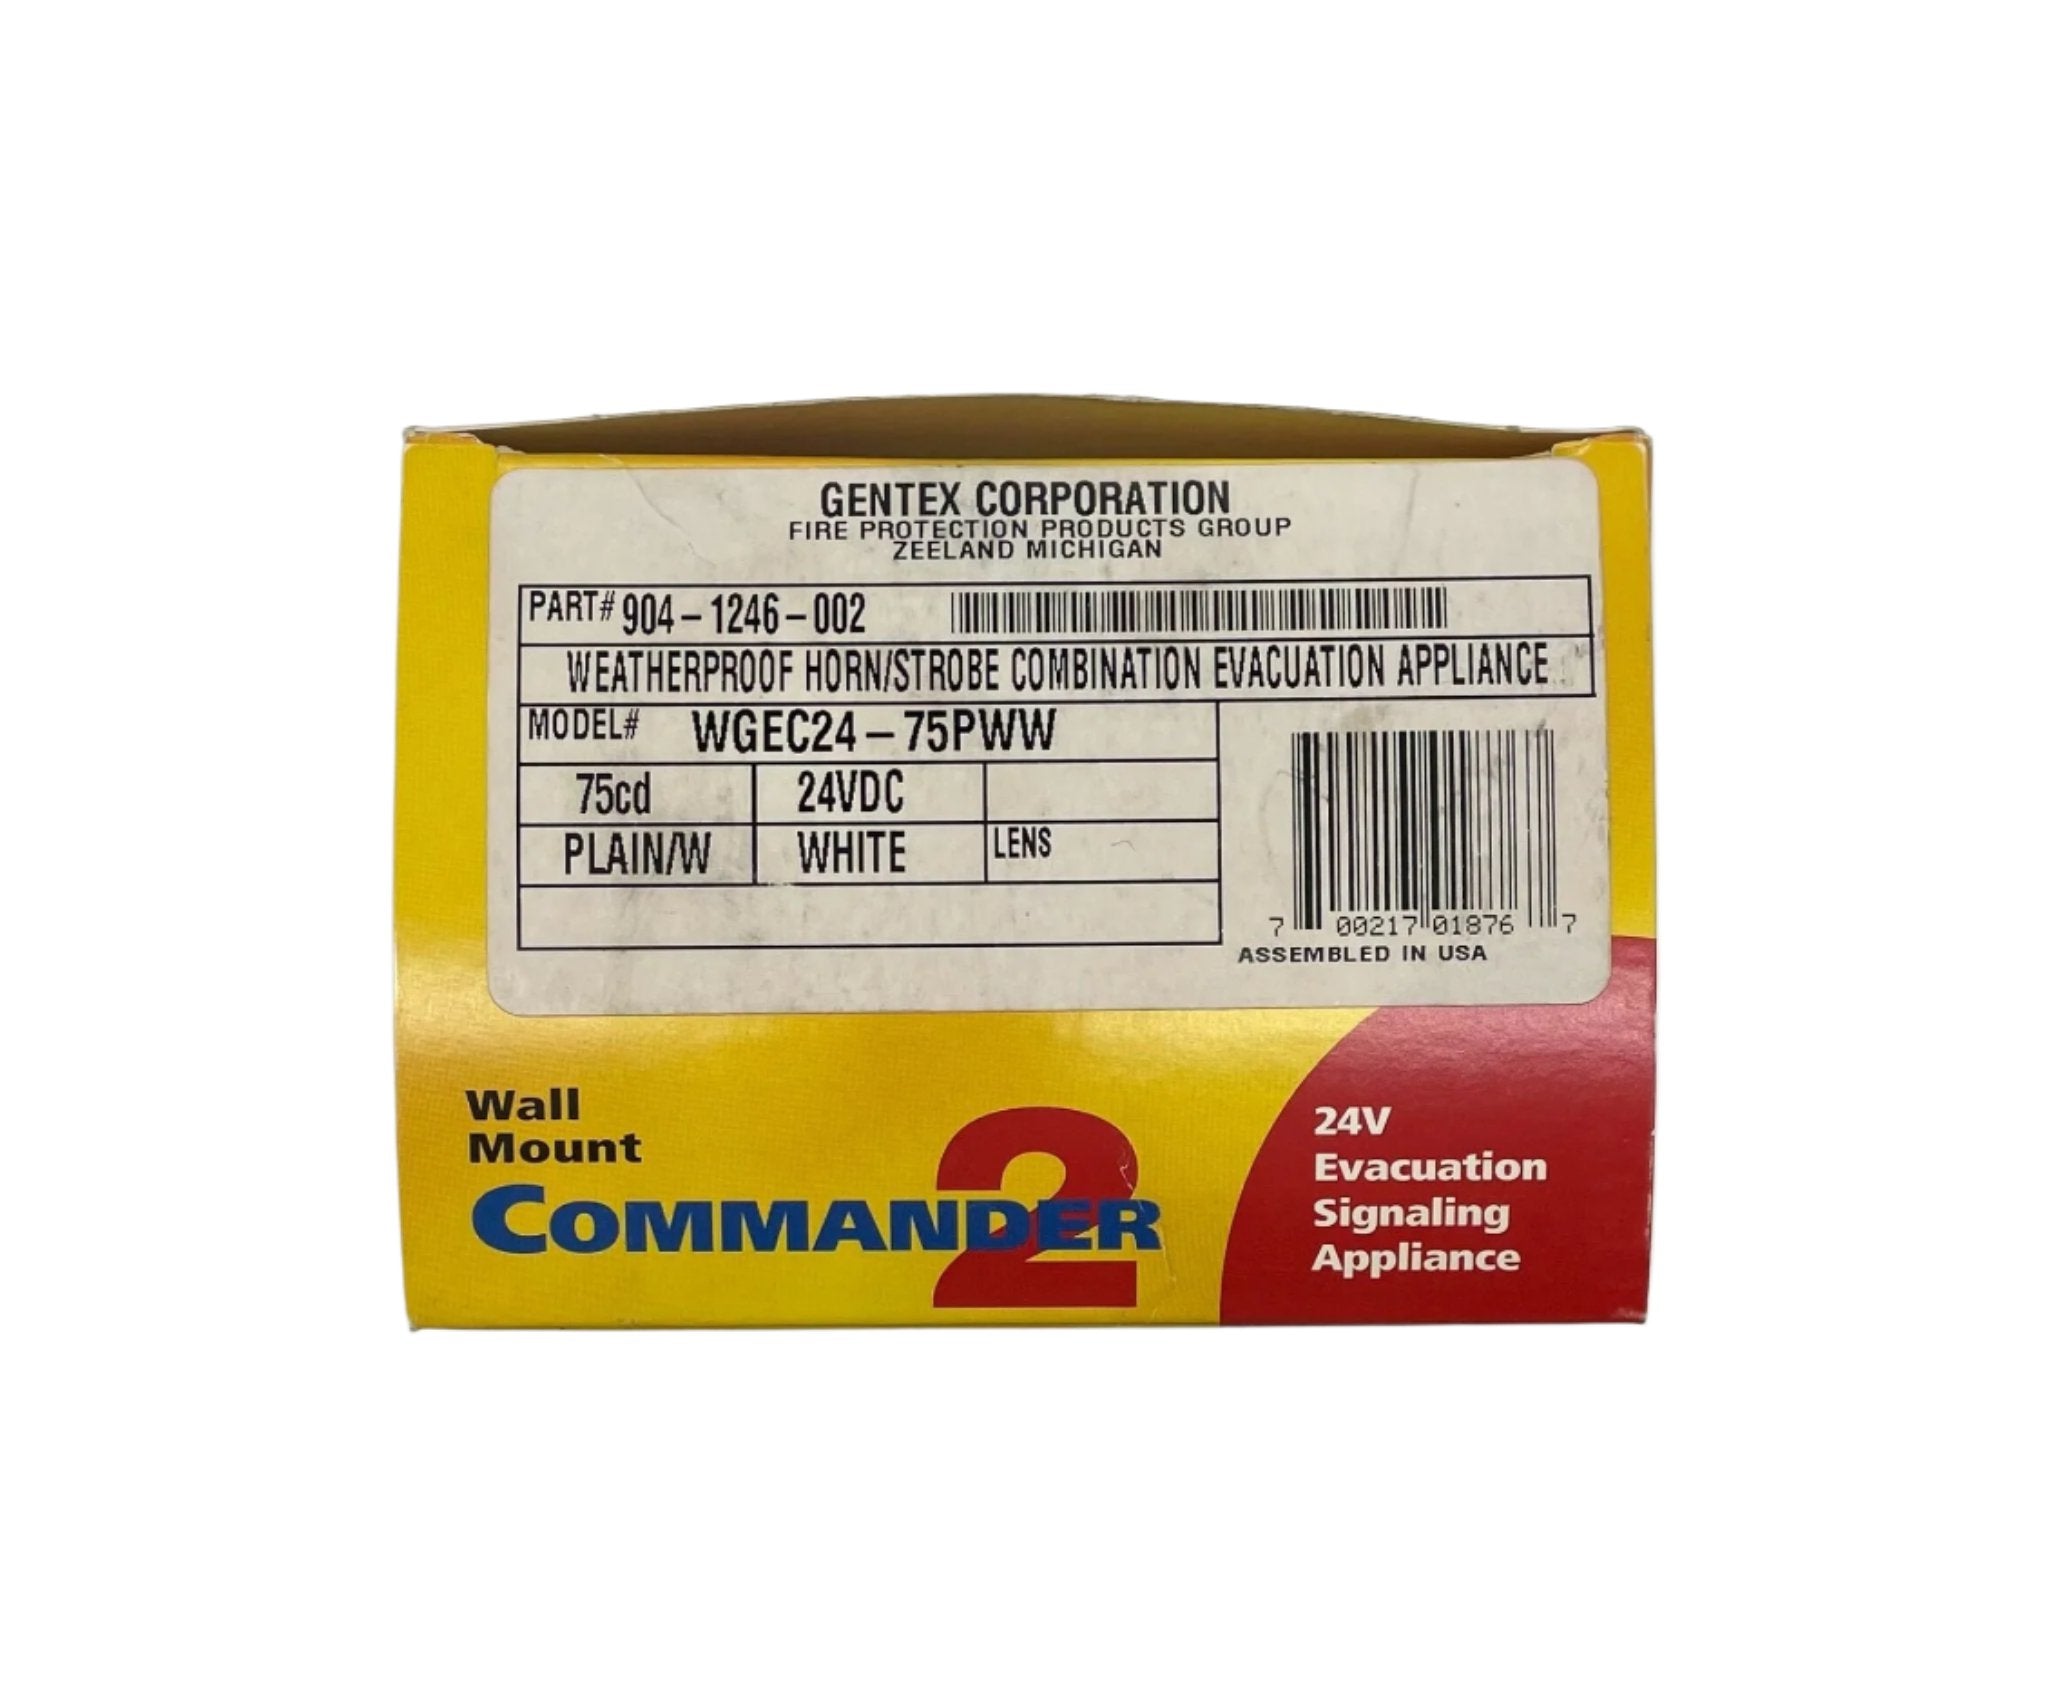 GENTEX CORPORATION
FIRE PROTECTION PRODUCTS GROUP
ZEELAND MICHIGAN
PART# 904-1246-002
WEATHERPROOF HORN/STROBE COMBINATION EVACUATION APPLIANCE
MODEL# WGEC24-75PWW
75cd 24VDC
PLAIN/W WHITE LENS
7 00217 01876 7
ASSEMBLED IN USA
Wall
Mount
COMMANDER 2
24V
Evacuation
Signaling
Appliance